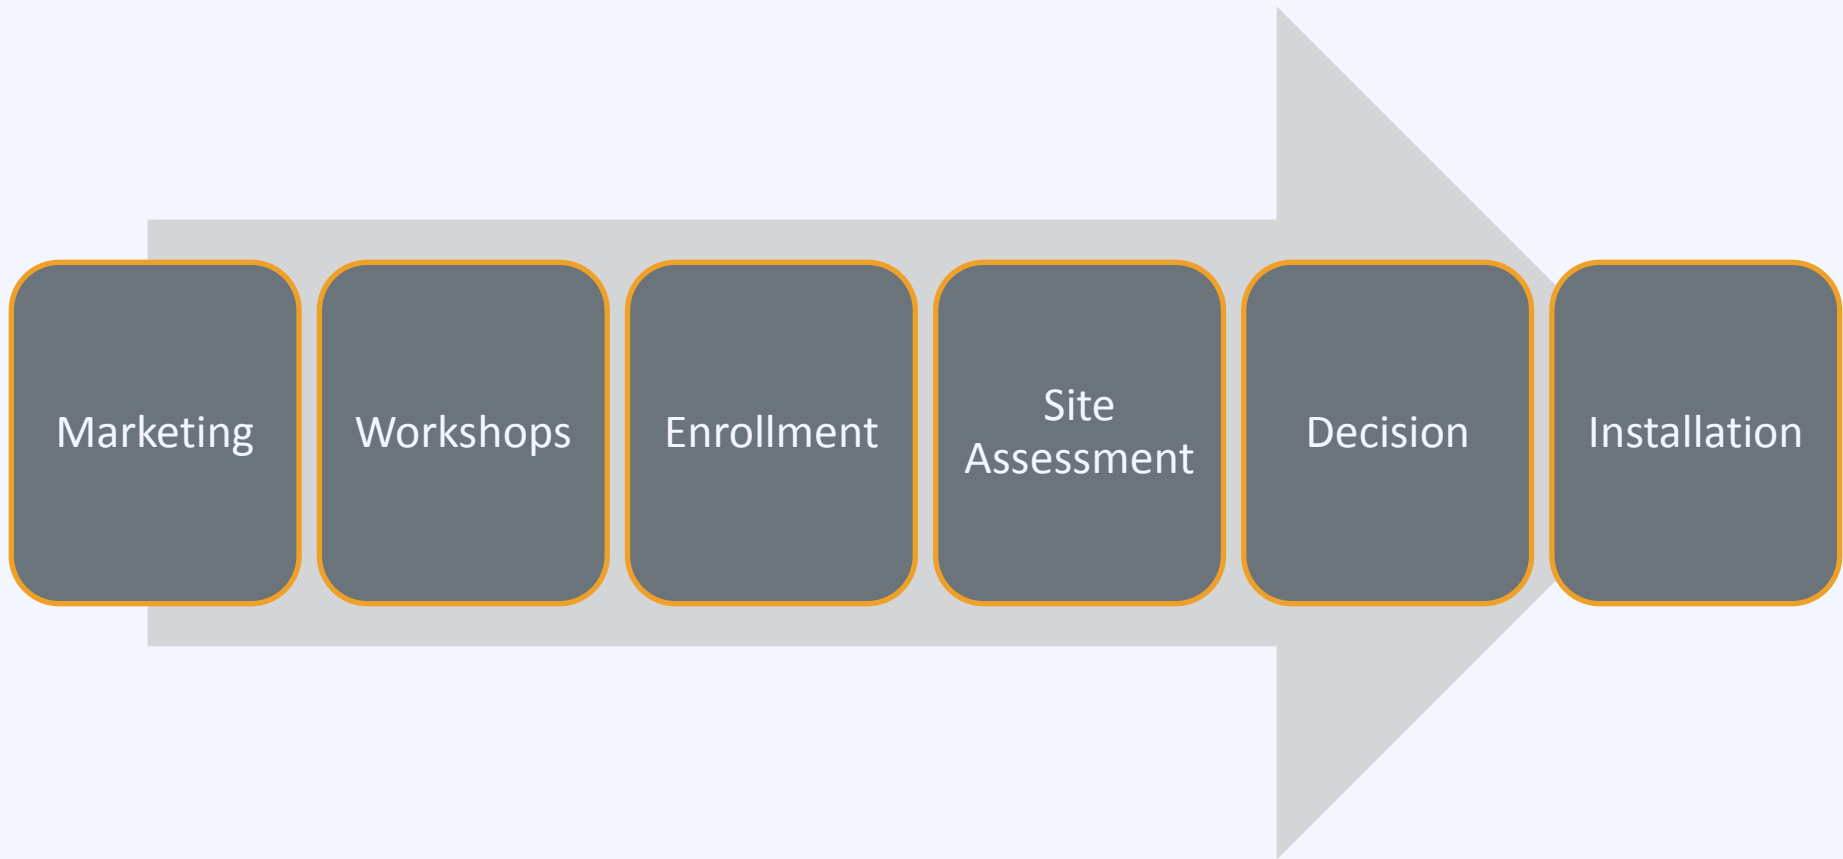 Marketing
Workshops
Enrollment
Site
Assessment
Decision
Installation